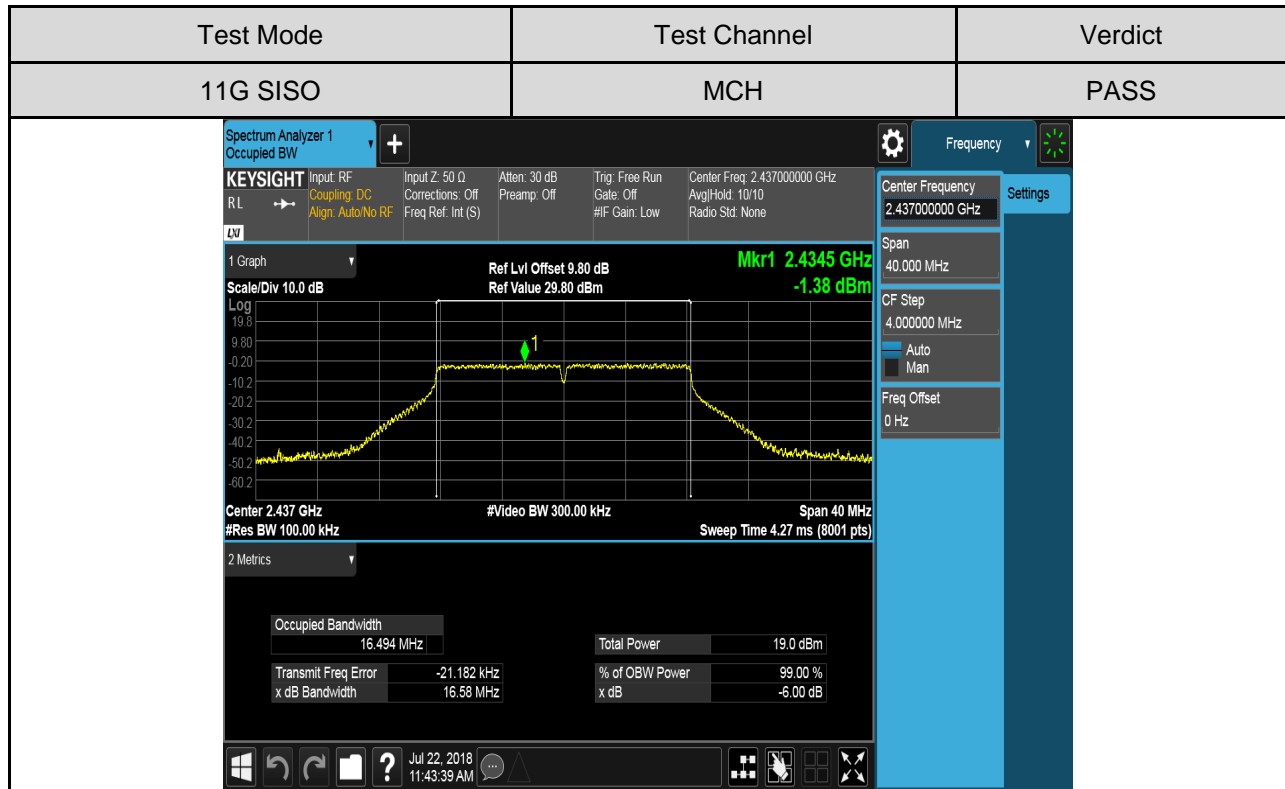 Test Mode Test Channel Verdict
11G SISO MCH PASS
Spectrum Analyzer 1
Occupied BW
+
Frequency
KEYSIGHT Input: RF Input Z: 50 Ω Atten: 30 dB Trig: Free Run Center Freq: 2.437000000 GHz
RL Coupling: DC Corrections: Off Preamp: Off Gate: Off Avg|Hold: 10/10
Align: Auto/No RF Freq Ref: Int (S) #IF Gain: Low Radio Std: None
LXI
Center Frequency
2.437000000 GHz
Settings
Span
40.000 MHz
CF Step
4.000000 MHz
Auto
Man
Freq Offset
0 Hz
1 Graph Ref Lvl Offset 9.80 dB Mkr1 2.4345 GHz
Scale/Div 10.0 dB Ref Value 29.80 dBm -1.38 dBm
Log
19.8
9.80
-0.20
-10.2
-20.2
-30.2
-40.2
-50.2
-60.2
1
Center 2.437 GHz #Video BW 300.00 kHz Span 40 MHz
#Res BW 100.00 kHz Sweep Time 4.27 ms (8001 pts)
2 Metrics
Occupied Bandwidth
16.494 MHz Total Power 19.0 dBm
Transmit Freq Error -21.182 kHz % of OBW Power 99.00 %
x dB Bandwidth 16.58 MHz x dB -6.00 dB
? Jul 22, 2018
11:43:39 AM